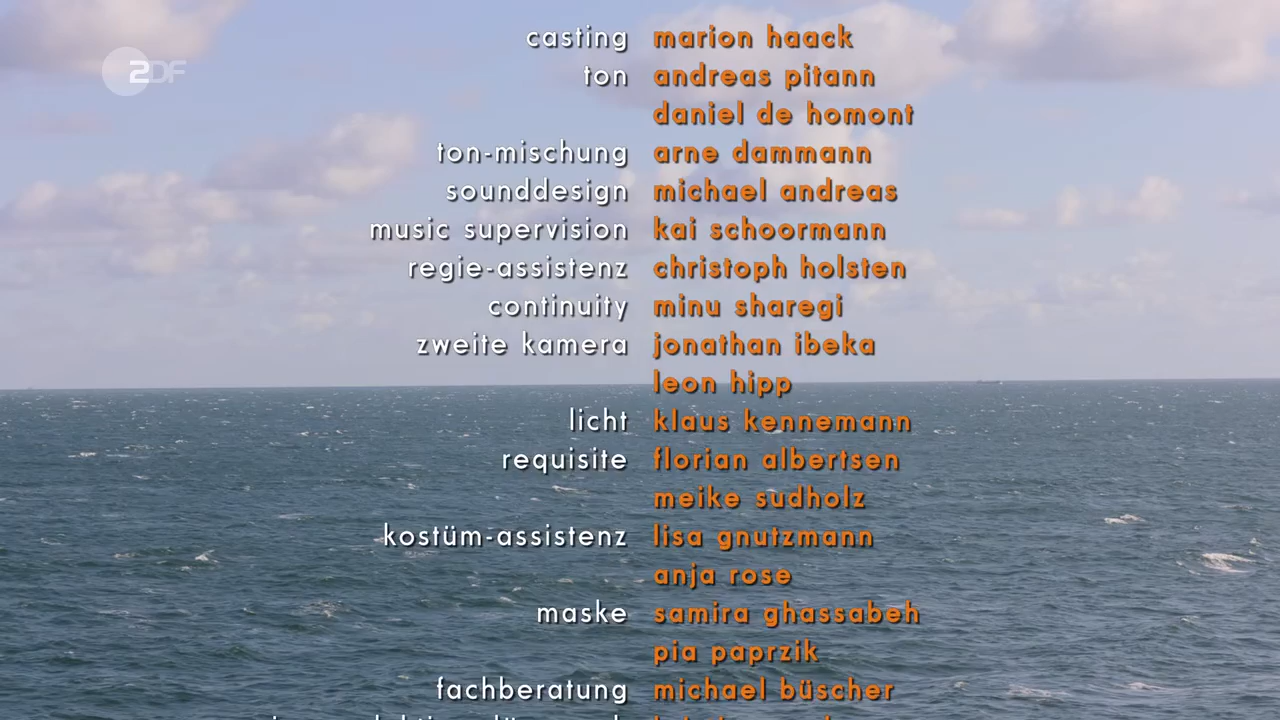 casting marion haack
ZDF
ton andreas pitann
daniel de homont
ton-mischung arne dammann
sounddesign michael andreas
music supervision kai schoormann
regie-assistenz christoph holsten
continuity minu sharegi
zweite kamera jonathan ibeka
leon hipp
licht klaus kennemann
requisite florian albertsen
meike sudholz
kostüm-assistenz lisa gnutzmann
anja rose
maske samira ghassabeh
pia paprzik
fachberatung michael büscher